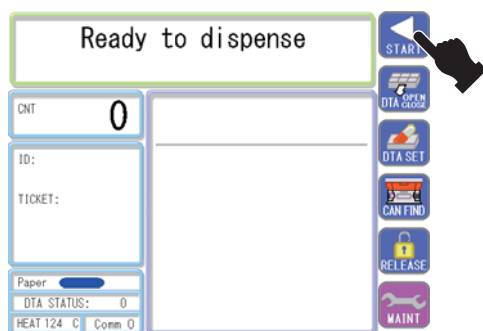 Ready to dispense
START
CNT 0
DTA OPEN CLOSE
ID:
DTA SET
TICKET:
CAN FIND
RELEASE
Paper
DTA STATUS: 0
HEAT 124 C Comm 0
MAINT